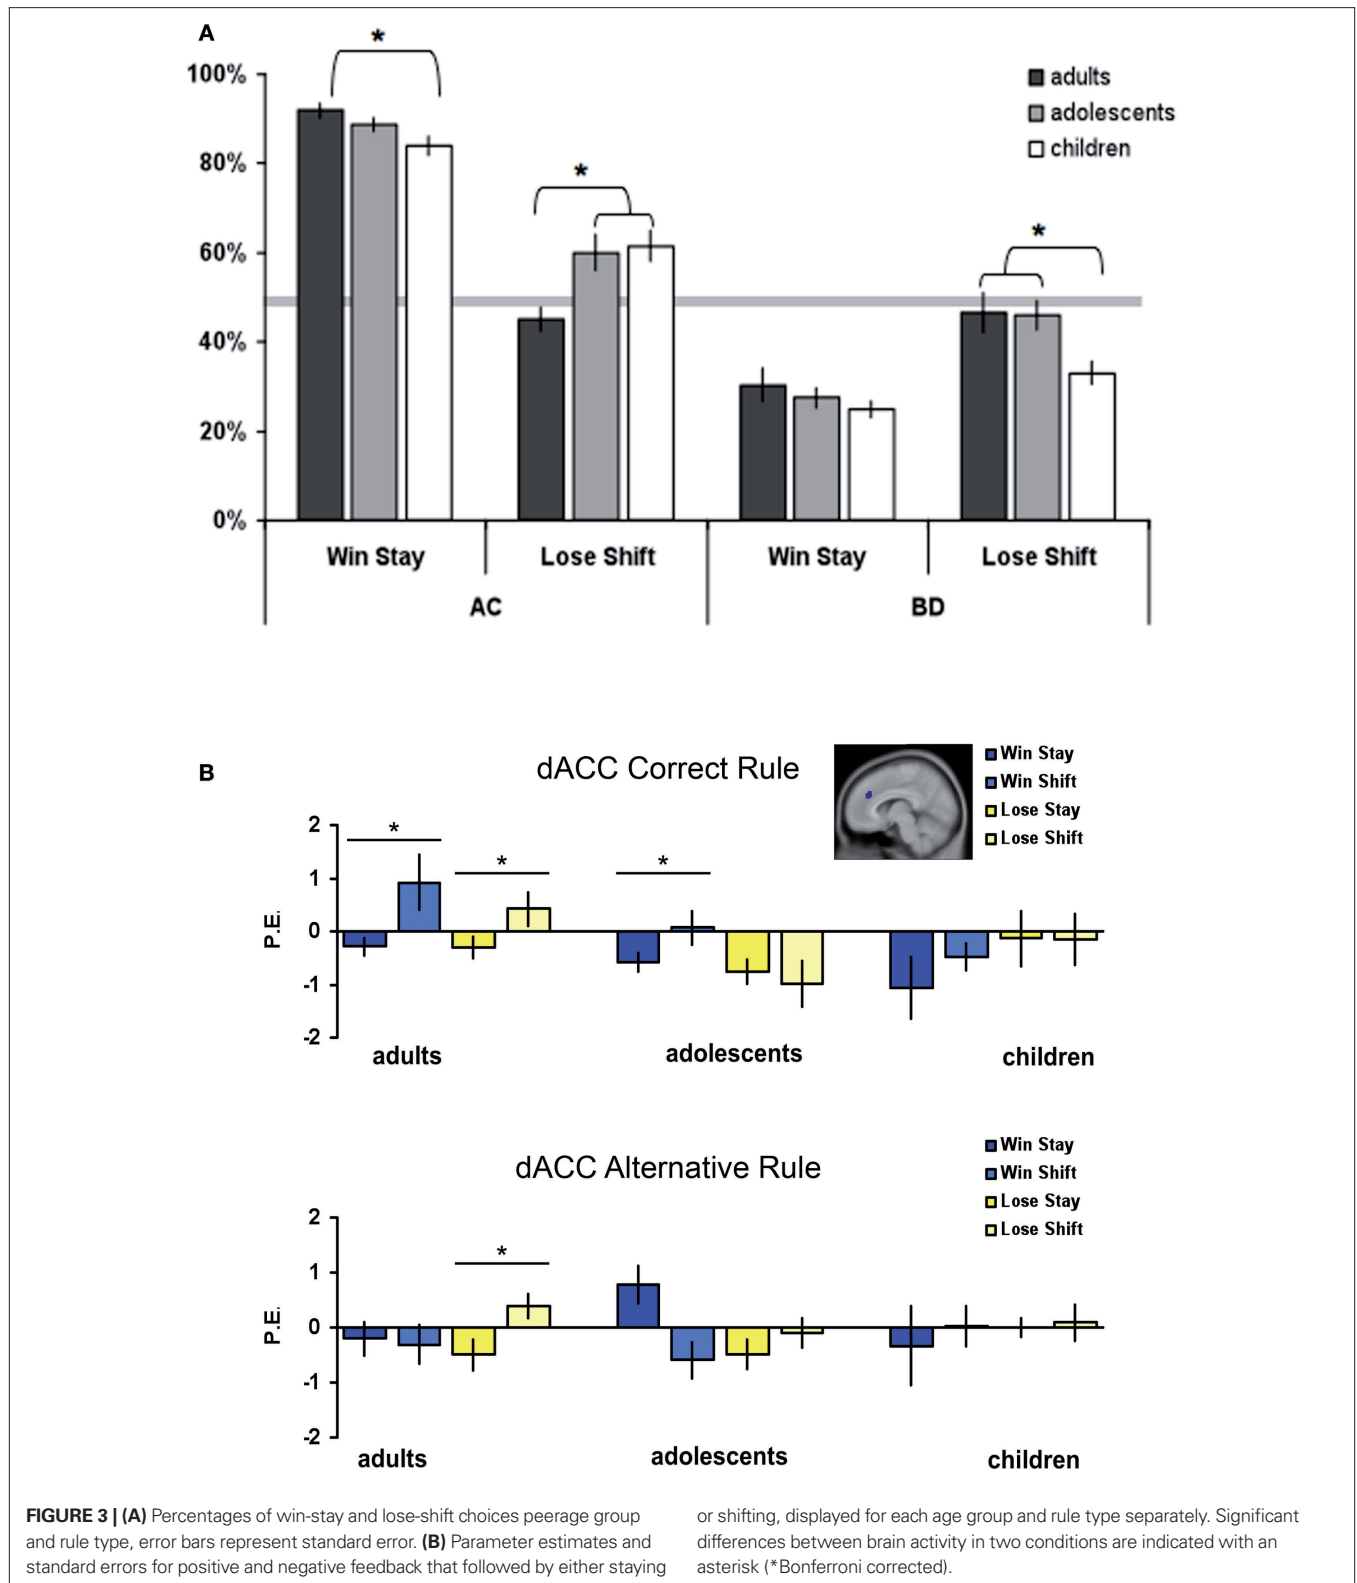 A
*
100%
adults
adolescents
80%
children
*
60%
*
40%
20%
0%
Win Stay
Lose Shift
Win Stay
Lose Shift
AC
BD
B
dACC Correct Rule
Win Stay
Win Shift
Lose Stay
Lose Shift
2
*
*
*
1
P.E.
0
-1
-2
adults
adolescents
children
dACC Alternative Rule
Win Stay
Win Shift
Lose Stay
Lose Shift
2
*
1
P.E.
0
-1
-2
adults
adolescents
children
FIGURE 3 | (A) Percentages of win-stay and lose-shift choices peerage group
and rule type, error bars represent standard error. (B) Parameter estimates and
standard errors for positive and negative feedback that followed by either staying
or shifting, displayed for each age group and rule type separately. Significant
differences between brain activity in two conditions are indicated with an
asterisk (*Bonferroni corrected).